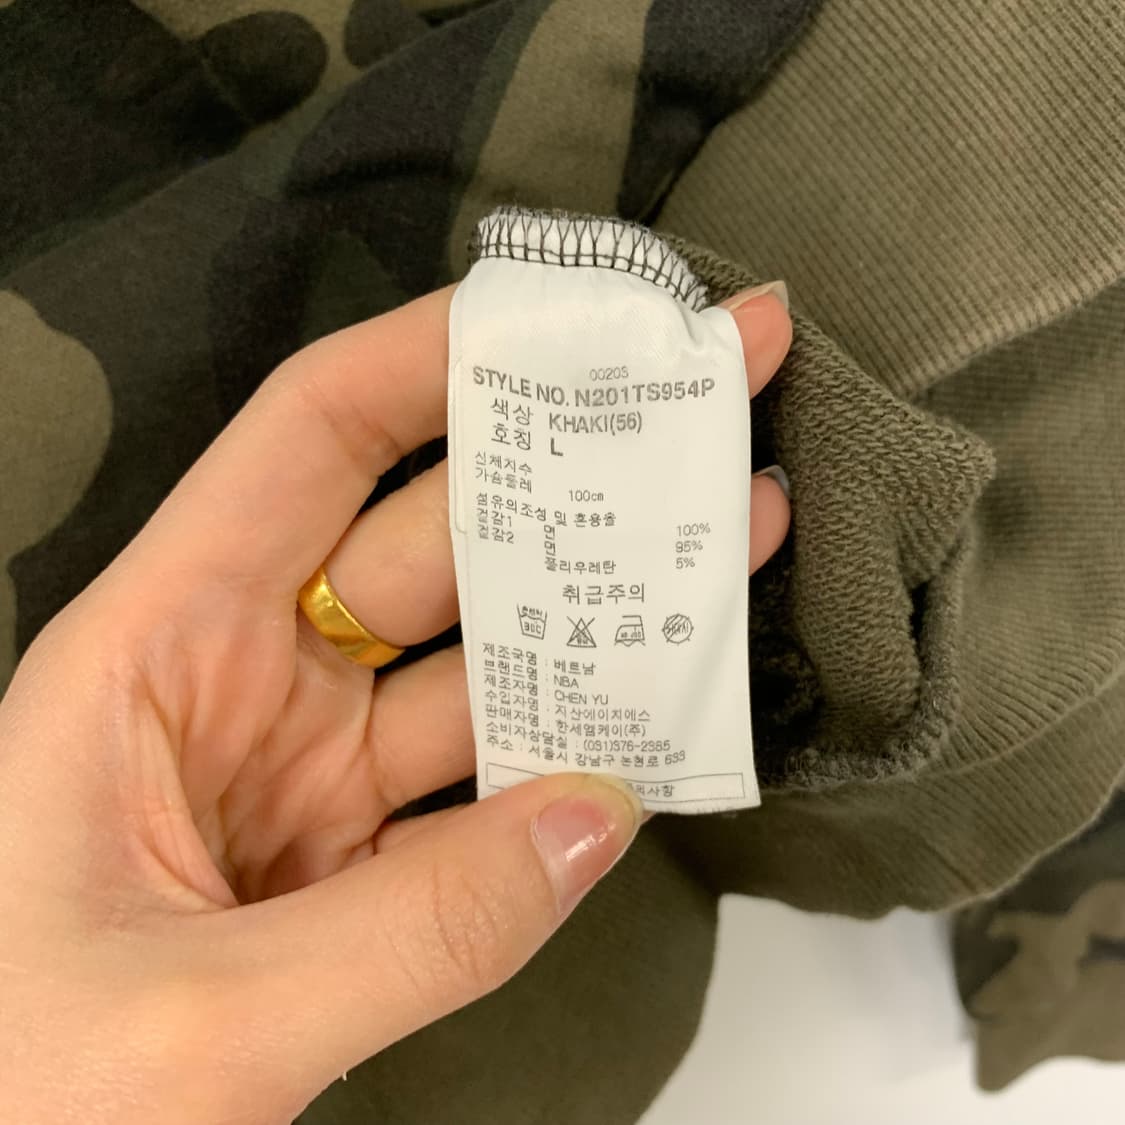 0020S
STYLE NO. N201TS954P
색상 KHAKI(56)
호칭 L
신체치수
가슴둘레 100cm
섬유의 조성 및 혼용율
겉감1 면 100%
겉감2 면 95%
폴리우레탄 5%
취급주의
제조국명 : 베트남
브랜드명 : NBA
제조자명 : CHEN YU
수입자명 : 지산에이치에스
판매자명 : 한세엠케이(주)
소비자상담실 : (031)376-2385
주소 : 서울시 강남구 논현로 633
의사항